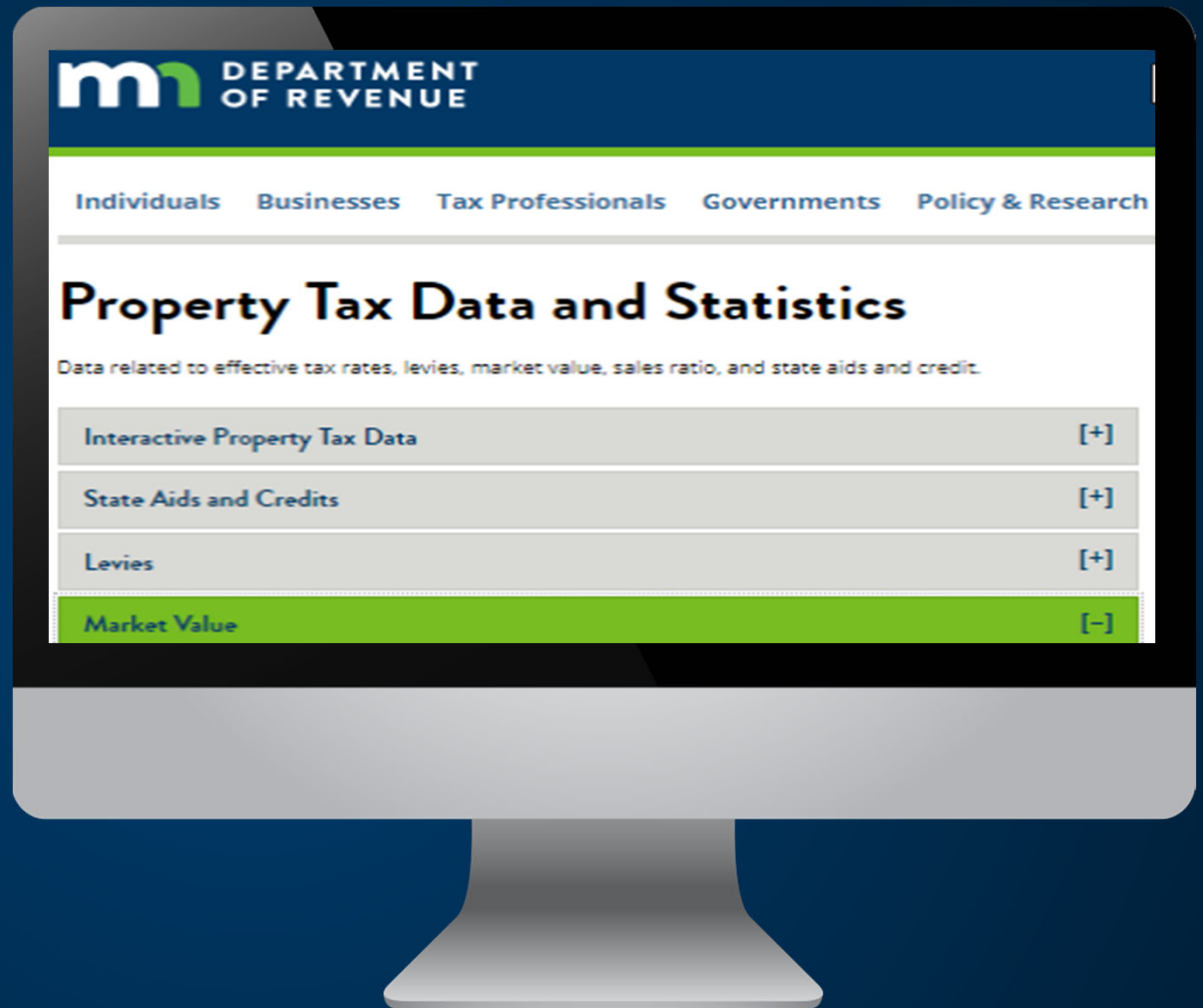 mn DEPARTMENT
OF REVENUE
Individuals Businesses Tax Professionals Governments Policy & Research
Property Tax Data and Statistics
Data related to effective tax rates, levies, market value, sales ratio, and state aids and credit.
Interactive Property Tax Data [+]
State Aids and Credits [+]
Levies [+]
Market Value [-]